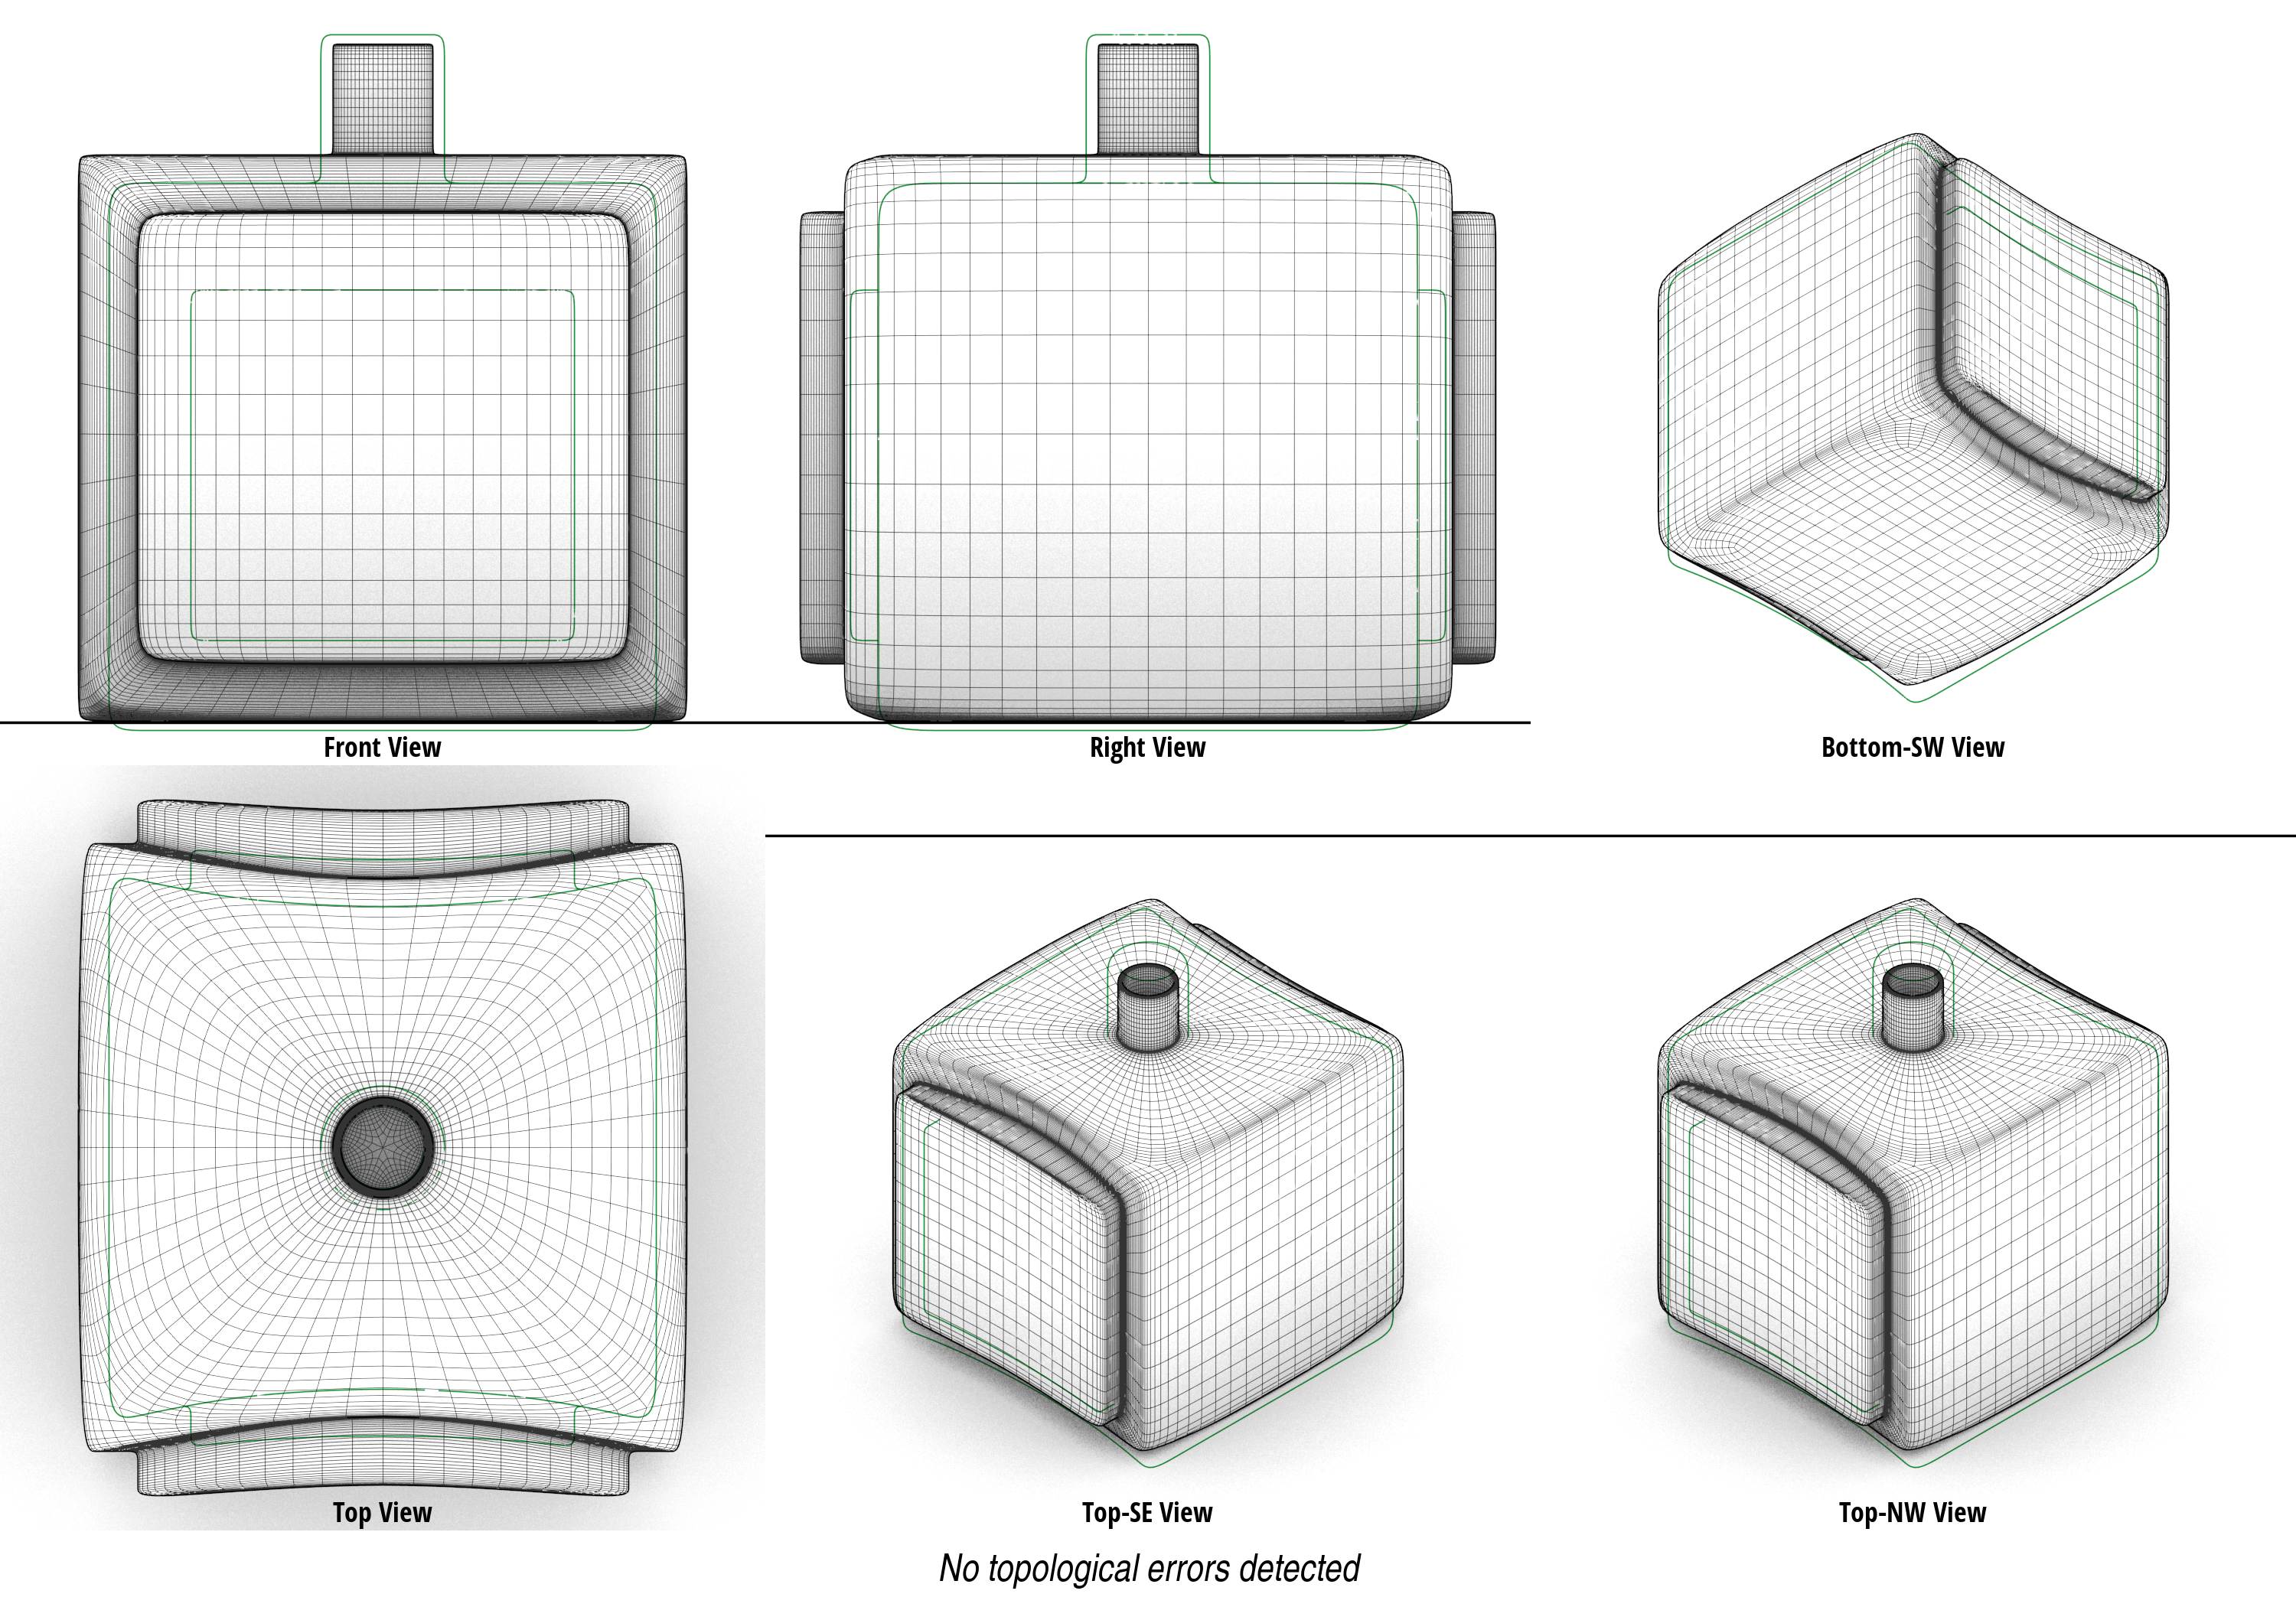 Front View
Right View
Bottom-SW View
Top View
Top-SE View
Top-NW View
No topological errors detected